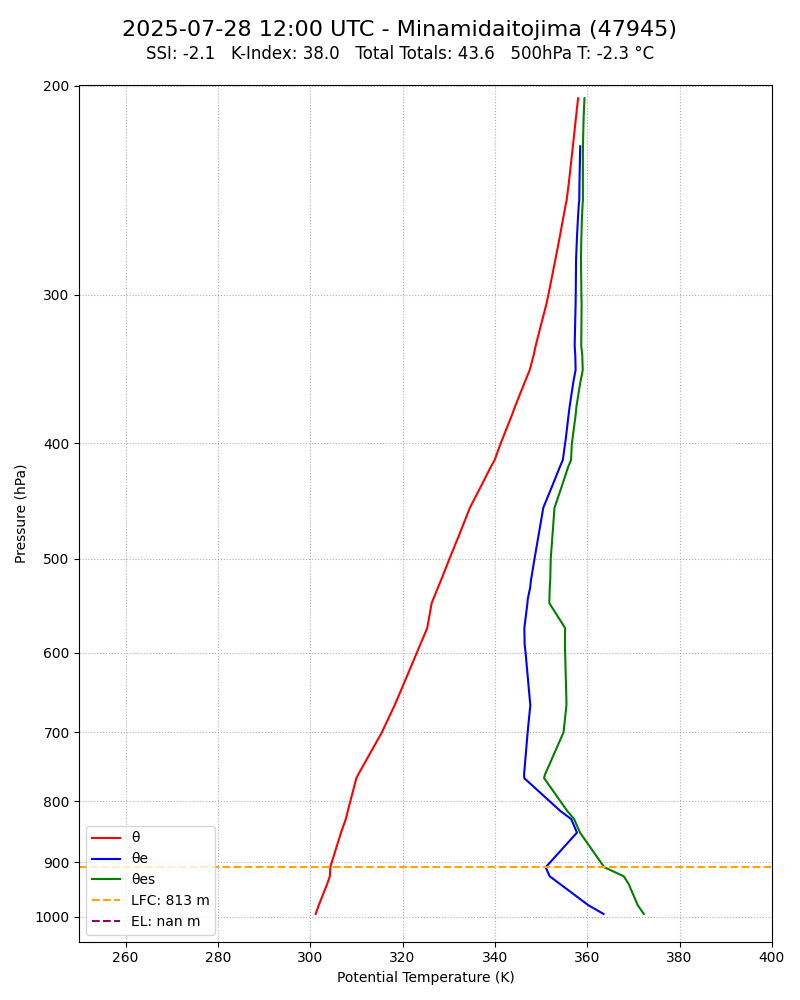 2025-07-28 12:00 UTC - Minamidaitojima (47945)
SSI: -2.1   K-Index: 38.0   Total Totals: 43.6   500hPa T: -2.3 °C
200
300
400
500
600
700
800
900
1000
Pressure (hPa)
θ
θe
θes
LFC: 813 m
EL: nan m
260
280
300
320
340
360
380
400
Potential Temperature (K)